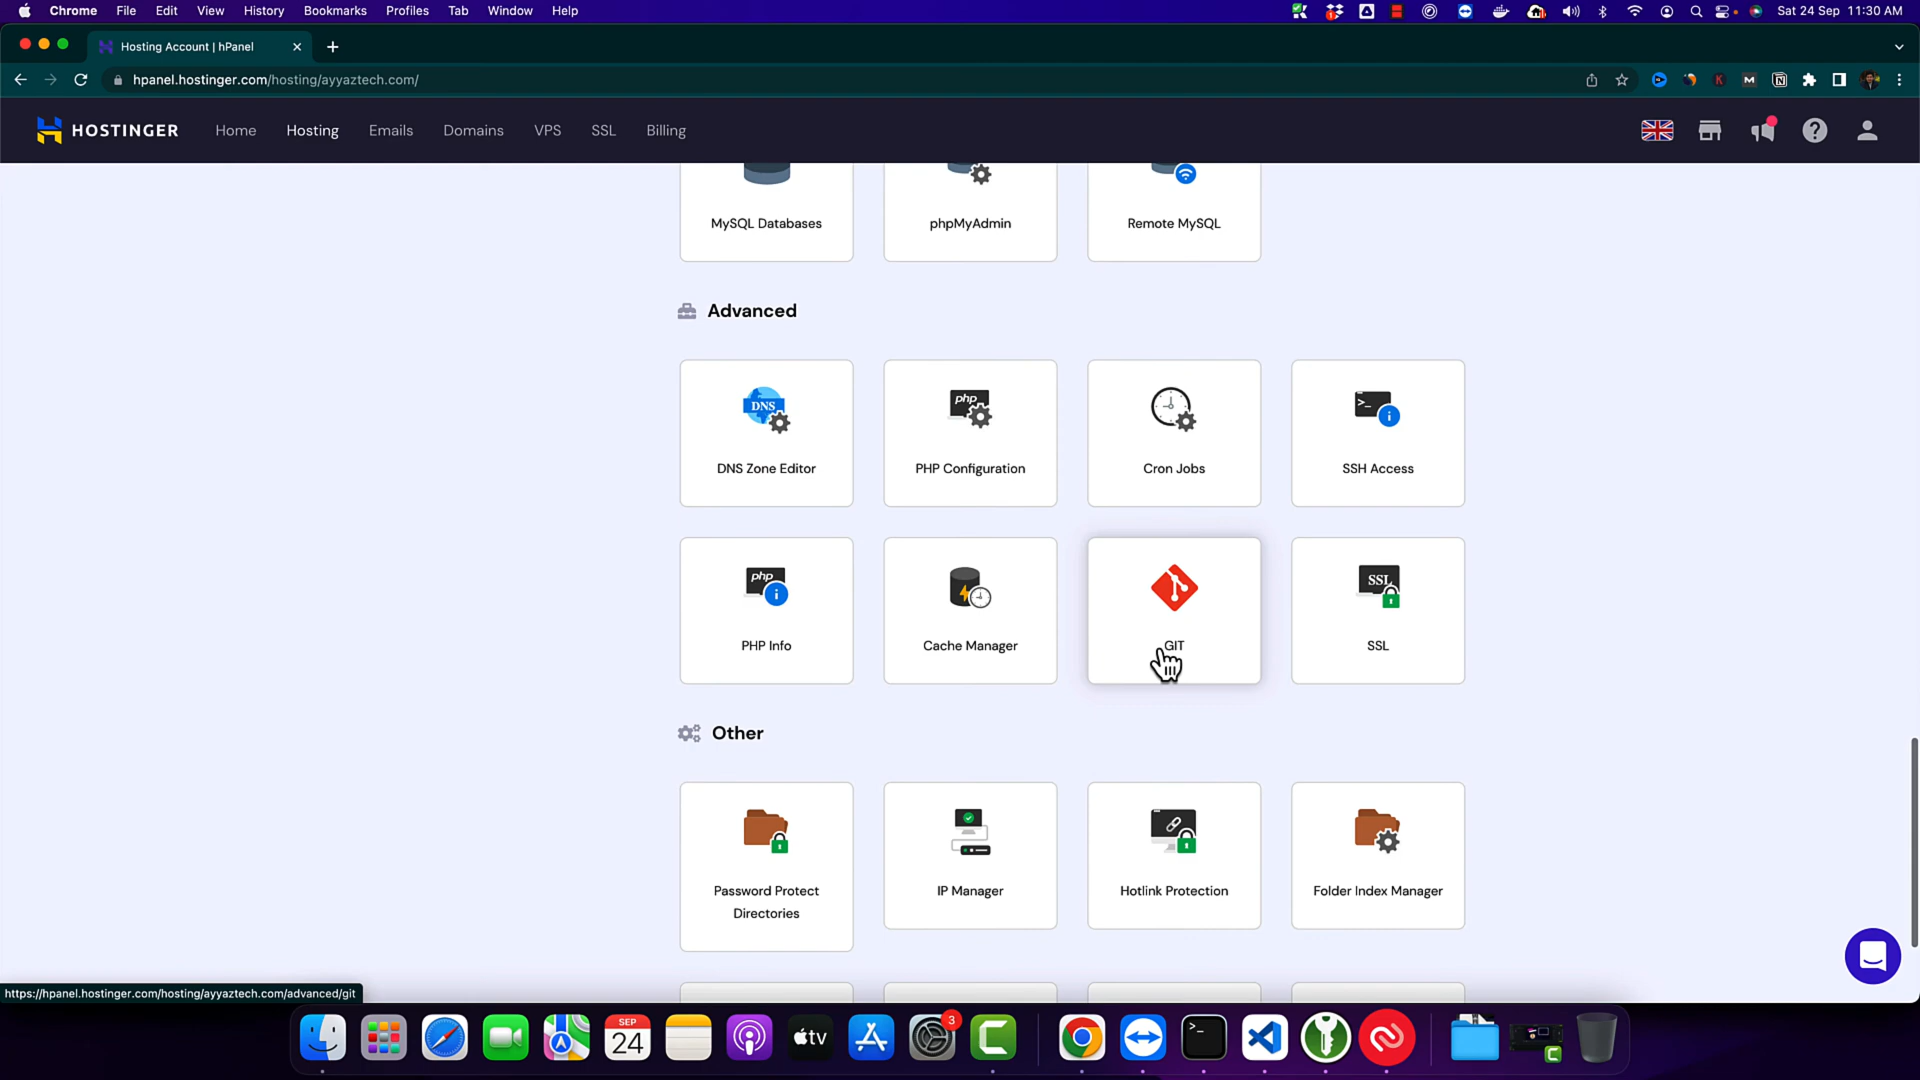 Chrome File Edit View History Bookmarks Profiles Tab Window Help Sat 24 Sep 11:30 AM
Hosting Account | hPanel
hpanel.hostinger.com/hosting/ayyaztech.com/
HOSTINGER Home Hosting Emails Domains VPS SSL Billing
MySQL Databases phpMyAdmin Remote MySQL
Advanced
DNS php >_ i
DNS Zone Editor PHP Configuration Cron Jobs SSH Access
php i SSL
PHP Info Cache Manager GIT SSL
Other
Password Protect Directories IP Manager Hotlink Protection Folder Index Manager
https://hpanel.hostinger.com/hosting/ayyaztech.com/advanced/git
SEP 24 tv 3 >_